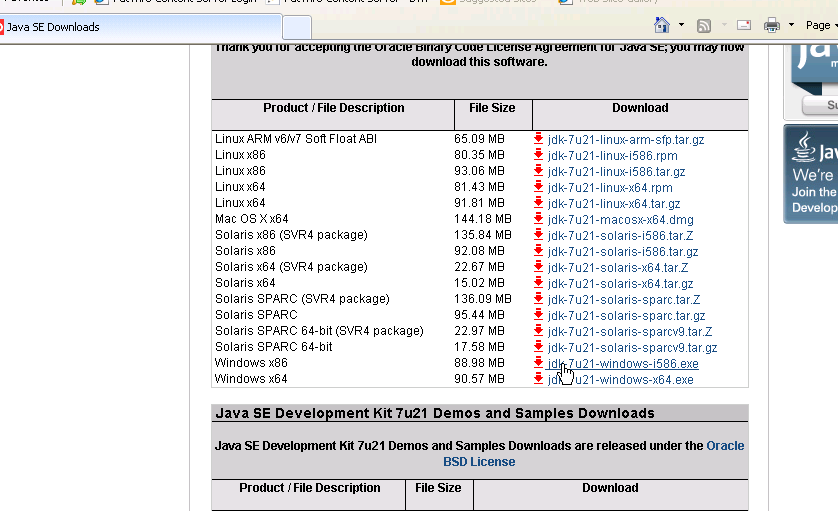 Suggested Sites
Web Slice Gallery
Java SE Downloads
Page
Thank you for accepting the Oracle Binary Code License Agreement for Java SE; you may now
download this software.
Product / File Description File Size Download
Linux ARM v6/v7 Soft Float ABI 65.09 MB jdk-7u21-linux-arm-sfp.tar.gz
Linux x86 80.35 MB jdk-7u21-linux-i586.rpm
Linux x86 93.06 MB jdk-7u21-linux-i586.tar.gz
Linux x64 81.43 MB jdk-7u21-linux-x64.rpm
Linux x64 91.81 MB jdk-7u21-linux-x64.tar.gz
Mac OS X x64 144.18 MB jdk-7u21-macosx-x64.dmg
Solaris x86 (SVR4 package) 135.84 MB jdk-7u21-solaris-i586.tar.Z
Solaris x86 92.08 MB jdk-7u21-solaris-i586.tar.gz
Solaris x64 (SVR4 package) 22.67 MB jdk-7u21-solaris-x64.tar.Z
Solaris x64 15.02 MB jdk-7u21-solaris-x64.tar.gz
Solaris SPARC (SVR4 package) 136.09 MB jdk-7u21-solaris-sparc.tar.Z
Solaris SPARC 95.44 MB jdk-7u21-solaris-sparc.tar.gz
Solaris SPARC 64-bit (SVR4 package) 22.97 MB jdk-7u21-solaris-sparcv9.tar.Z
Solaris SPARC 64-bit 17.58 MB jdk-7u21-solaris-sparcv9.tar.gz
Windows x86 88.98 MB jdk-7u21-windows-i586.exe
Windows x64 90.57 MB jdk-7u21-windows-x64.exe
Java SE Development Kit 7u21 Demos and Samples Downloads
Java SE Development Kit 7u21 Demos and Samples Downloads are released under the Oracle
BSD License
Product / File Description File Size Download
Su
Jav
We're
Join the
Develop